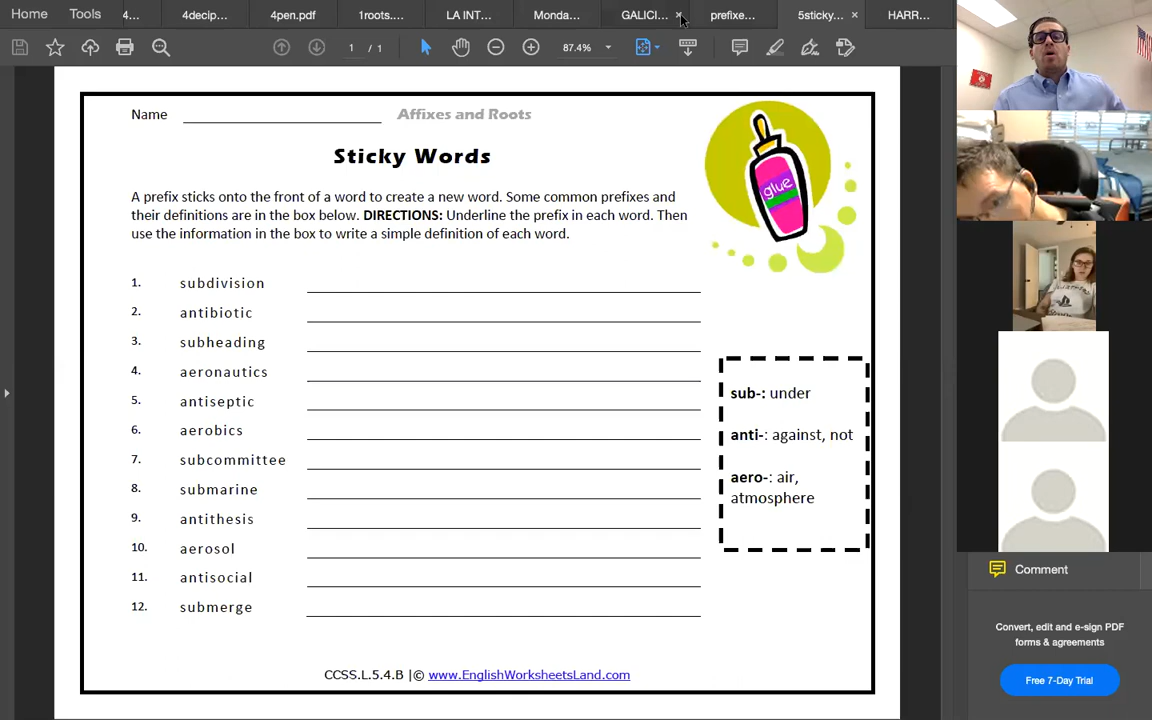 Home Tools 4... 4decip... 4pen.pdf 1roots.... LA INT... Monda... GALICI... × prefixe... 5sticky... × HARR...
1 / 1 87.4%
Name Affixes and Roots
Sticky Words
A prefix sticks onto the front of a word to create a new word. Some common prefixes and
their definitions are in the box below. DIRECTIONS: Underline the prefix in each word. Then
use the information in the box to write a simple definition of each word.
glue
1. subdivision
2. antibiotic
3. subheading
4. aeronautics
5. antiseptic
6. aerobics
7. subcommittee
8. submarine
9. antithesis
10. aerosol
11. antisocial
12. submerge
sub-: under
anti-: against, not
aero-: air,
atmosphere
CCSS.L.5.4.B |© www.EnglishWorksheetsLand.com
Comment
Convert, edit and e-sign PDF
forms & agreements
Free 7-Day Trial